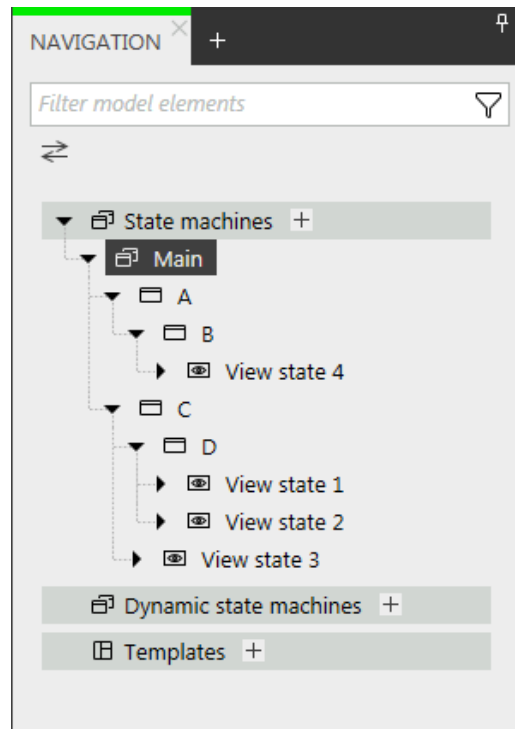 NAVIGATION
Filter model elements
State machines
Main
A
B
View state 4
C
D
View state 1
View state 2
View state 3
Dynamic state machines
Templates